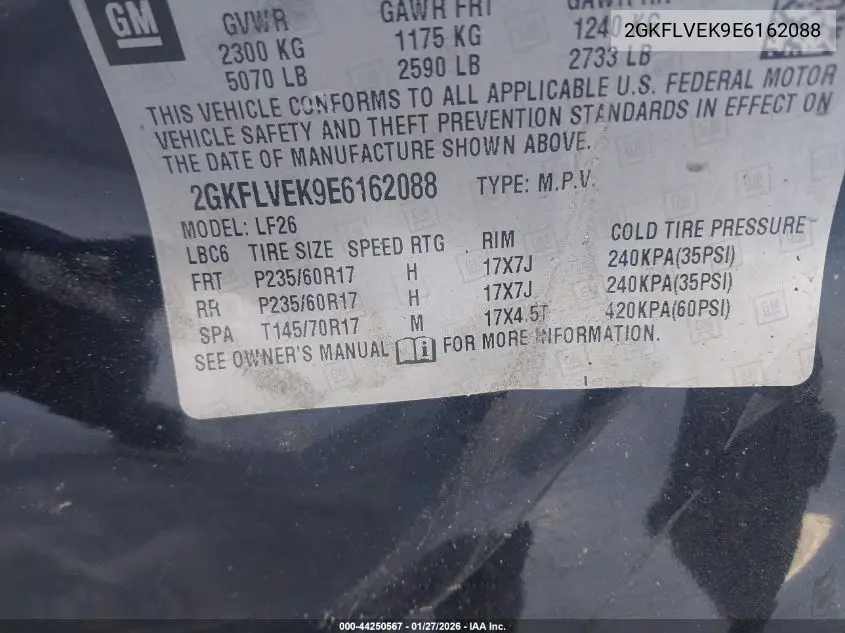 GM
GVWR GAWR FRT GAWR RR
2300 KG 1175 KG 1240 KG
5070 LB 2590 LB 2733 LB
2GKFLVEK9E6162088
THIS VEHICLE CONFORMS TO ALL APPLICABLE U.S. FEDERAL MOTOR
VEHICLE SAFETY AND THEFT PREVENTION STANDARDS IN EFFECT ON
THE DATE OF MANUFACTURE SHOWN ABOVE.
2GKFLVEK9E6162088 TYPE: M.P.V.
MODEL: LF26
LBC6 TIRE SIZE SPEED RTG RIM COLD TIRE PRESSURE
FRT P235/60R17 H 17X7J 240KPA(35PSI)
RR P235/60R17 H 17X7J 240KPA(35PSI)
SPA T145/70R17 M 17X4.5T 420KPA(60PSI)
SEE OWNER'S MANUAL i FOR MORE INFORMATION.
000-44250567 - 01/27/2026 - IAA Inc.